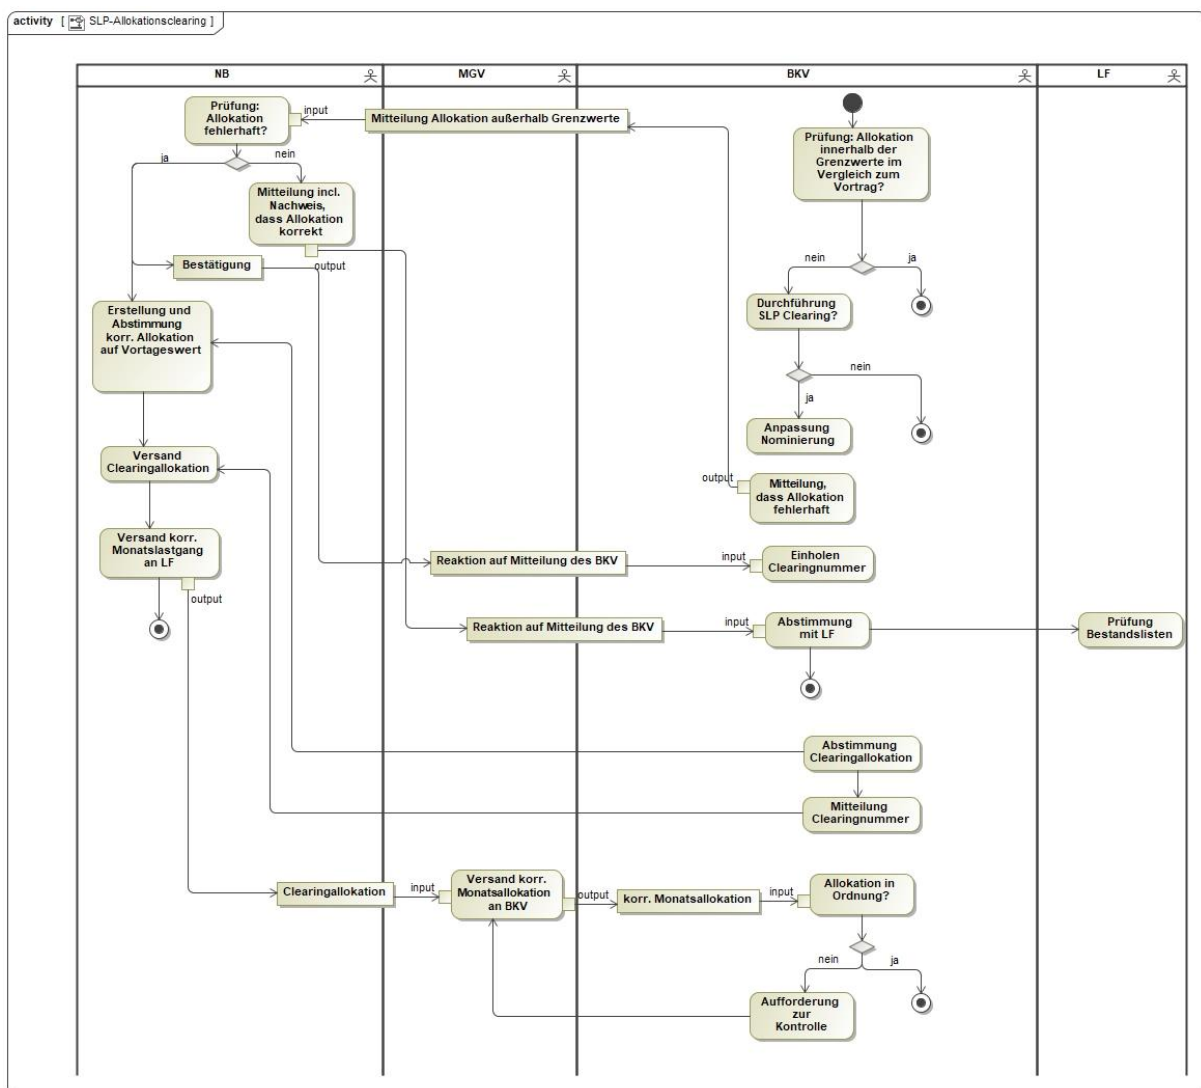 activity [ SLP-Allokationsclearing ]
NB
MGV
BKV
LF
Prüfung:
Allokation
fehlerhaft?
input
Mitteilung Allokation außerhalb Grenzwerte
Prüfung: Allokation
innerhalb der
Grenzwerte im
Vergleich zum
Vortrag?
ja
nein
Mitteilung incl.
Nachweis,
dass Allokation
korrekt
output
Bestätigung
nein
ja
Erstellung und
Abstimmung
korr. Allokation
auf Vortageswert
Durchführung
SLP Clearing?
nein
ja
Anpassung
Nominierung
Versand
Clearingallokation
output
Mitteilung,
dass Allokation
fehlerhaft
Versand korr.
Monatslastgang
an LF
output
Reaktion auf Mitteilung des BKV
input
Einholen
Clearingnummer
Reaktion auf Mitteilung des BKV
input
Abstimmung
mit LF
Prüfung
Bestandslisten
Abstimmung
Clearingallokation
Mitteilung
Clearingnummer
Clearingallokation
input
Versand korr.
Monatsallokation
an BKV
output
korr. Monatsallokation
input
Allokation in
Ordnung?
nein
ja
Aufforderung
zur
Kontrolle